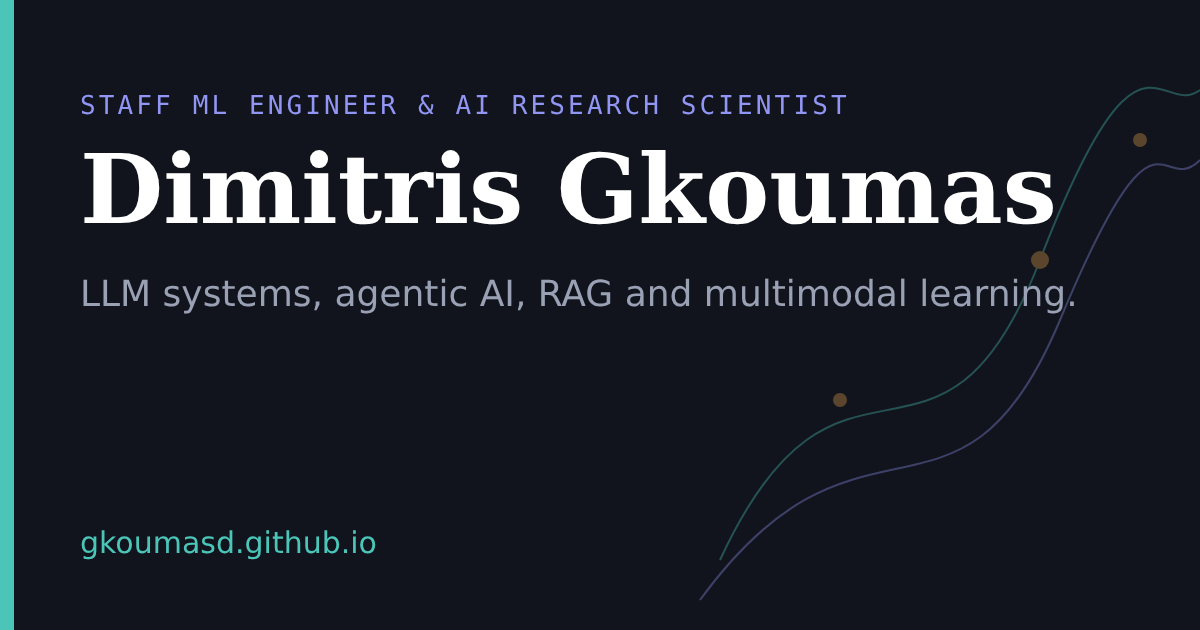 STAFF ML ENGINEER & AI RESEARCH SCIENTIST
Dimitris Gkoumas
LLM systems, agentic AI, RAG and multimodal learning.
gkoumasd.github.io